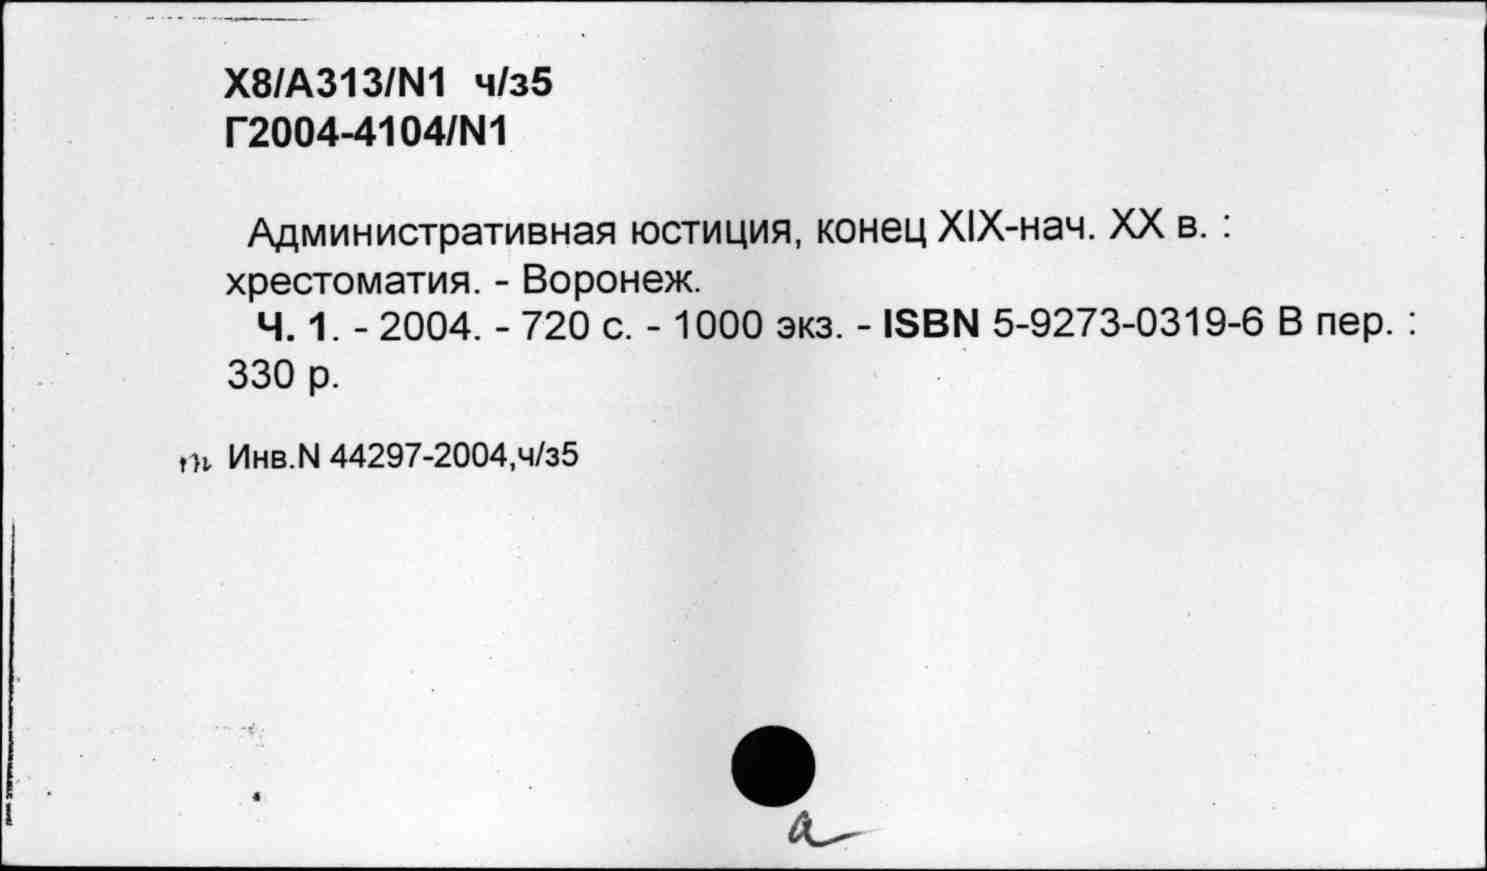 Х8/А313/N1 ч/з5
Г2004-4104/N1
Административная юстиция, конец XIX-нач. XX в. :
хрестоматия. - Воронеж.
Ч. 1. - 2004. - 720 с. - 1000 экз. - ISBN 5-9273-0319-6 В пер. :
330 р.
Инв.N 44297-2004,ч/з5
а